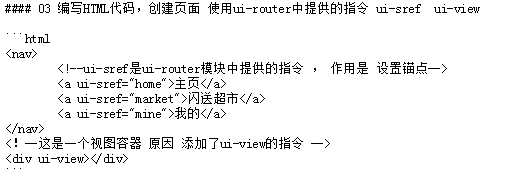 #### 03 编写HTML代码，创建页面 使用ui-router中提供的指令 ui-sref  ui-view
```html
<nav>
<!--ui-sref是ui-router模块中提供的指令 ， 作用是 设置锚点—>
<a ui-sref="home">主页</a>
<a ui-sref="market">闪送超市</a>
<a ui-sref="mine">我的</a>
</nav>
<！—这是一个视图容器 原因 添加了ui-view的指令 —>
<div ui-view></div>
```